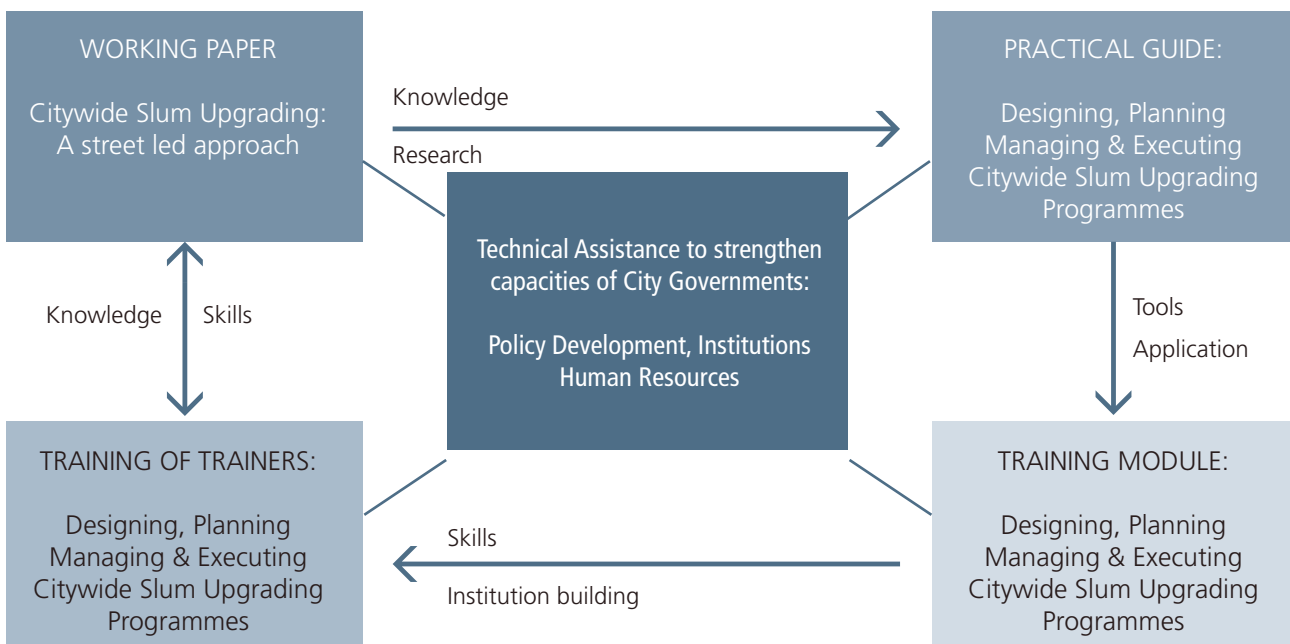 WORKING PAPER
Citywide Slum Upgrading:
A street led approach
Knowledge
Research
PRACTICAL GUIDE:
Designing, Planning
Managing & Executing
Citywide Slum Upgrading
Programmes
Technical Assistance to strengthen
capacities of City Governments:
Policy Development, Institutions
Human Resources
Knowledge
Skills
Tools
Application
TRAINING OF TRAINERS:
Designing, Planning
Managing & Executing
Citywide Slum Upgrading
Programmes
Skills
Institution building
TRAINING MODULE:
Designing, Planning
Managing & Executing
Citywide Slum Upgrading
Programmes